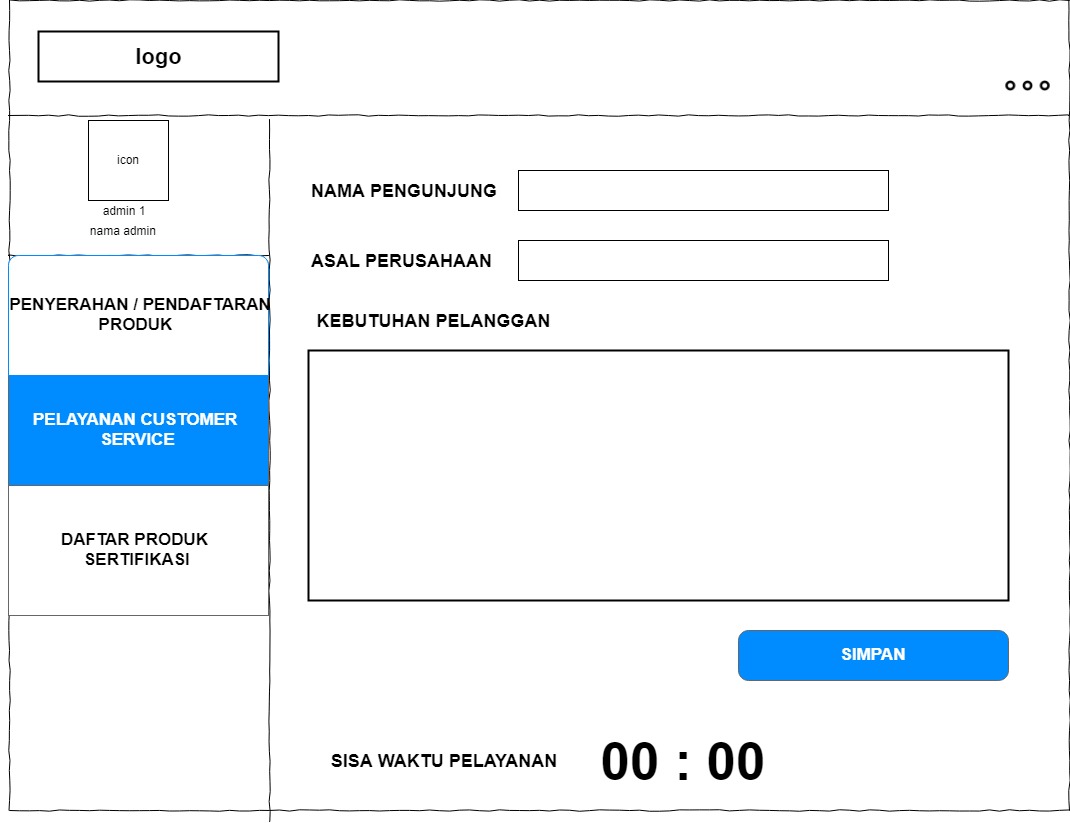 logo
icon
admin 1
nama admin
PENYERAHAN / PENDAFTARAN
PRODUK
PELAYANAN CUSTOMER
SERVICE
DAFTAR PRODUK
SERTIFIKASI
NAMA PENGUNJUNG
ASAL PERUSAHAAN
KEBUTUHAN PELANGGAN
SIMPAN
SISA WAKTU PELAYANAN 00 : 00